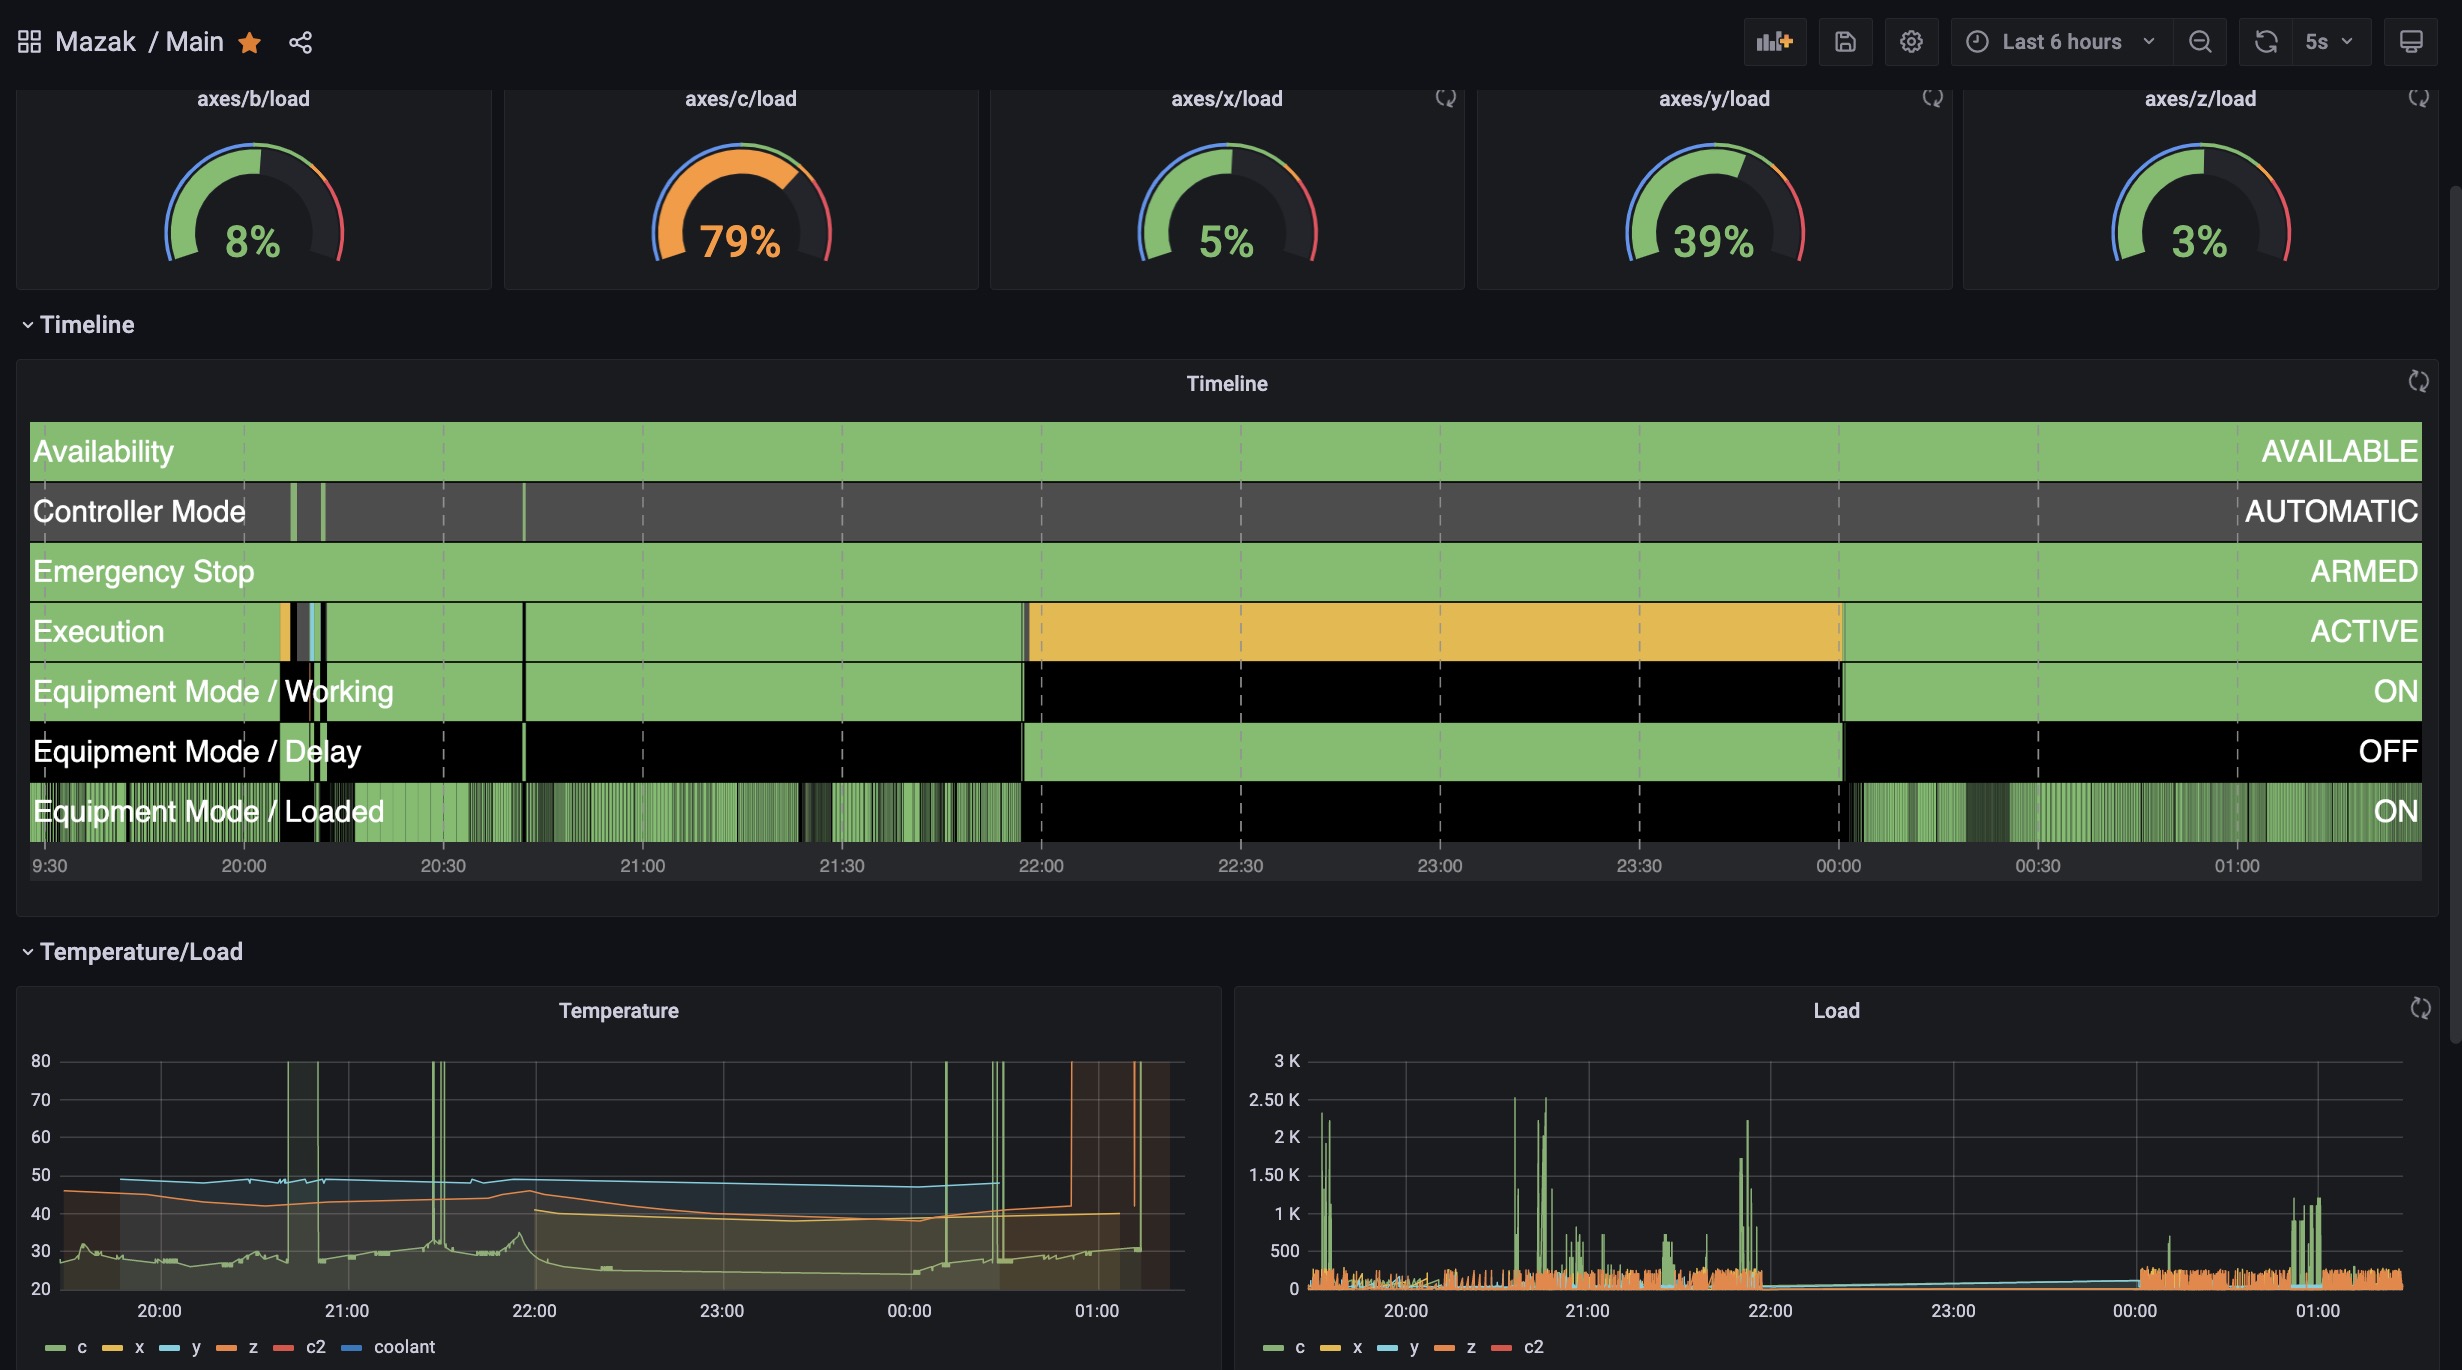 Mazak / Main
Last 6 hours
5s
axes/b/load
axes/c/load
axes/x/load
axes/y/load
axes/z/load
8%
79%
5%
39%
3%
Timeline
Timeline
Availability
AVAILABLE
Controller Mode
AUTOMATIC
Emergency Stop
ARMED
Execution
ACTIVE
Equipment Mode / Working
ON
Equipment Mode / Delay
OFF
Equipment Mode / Loaded
ON
9:30 20:00 20:30 21:00 21:30 22:00 22:30 23:00 23:30 00:00 00:30 01:00
Temperature/Load
Temperature
80
70
60
50
40
30
20
20:00 21:00 22:00 23:00 00:00 01:00
c x y z c2 coolant
Load
3 K
2.50 K
2 K
1.50 K
1 K
500
0
20:00 21:00 22:00 23:00 00:00 01:00
c x y z c2